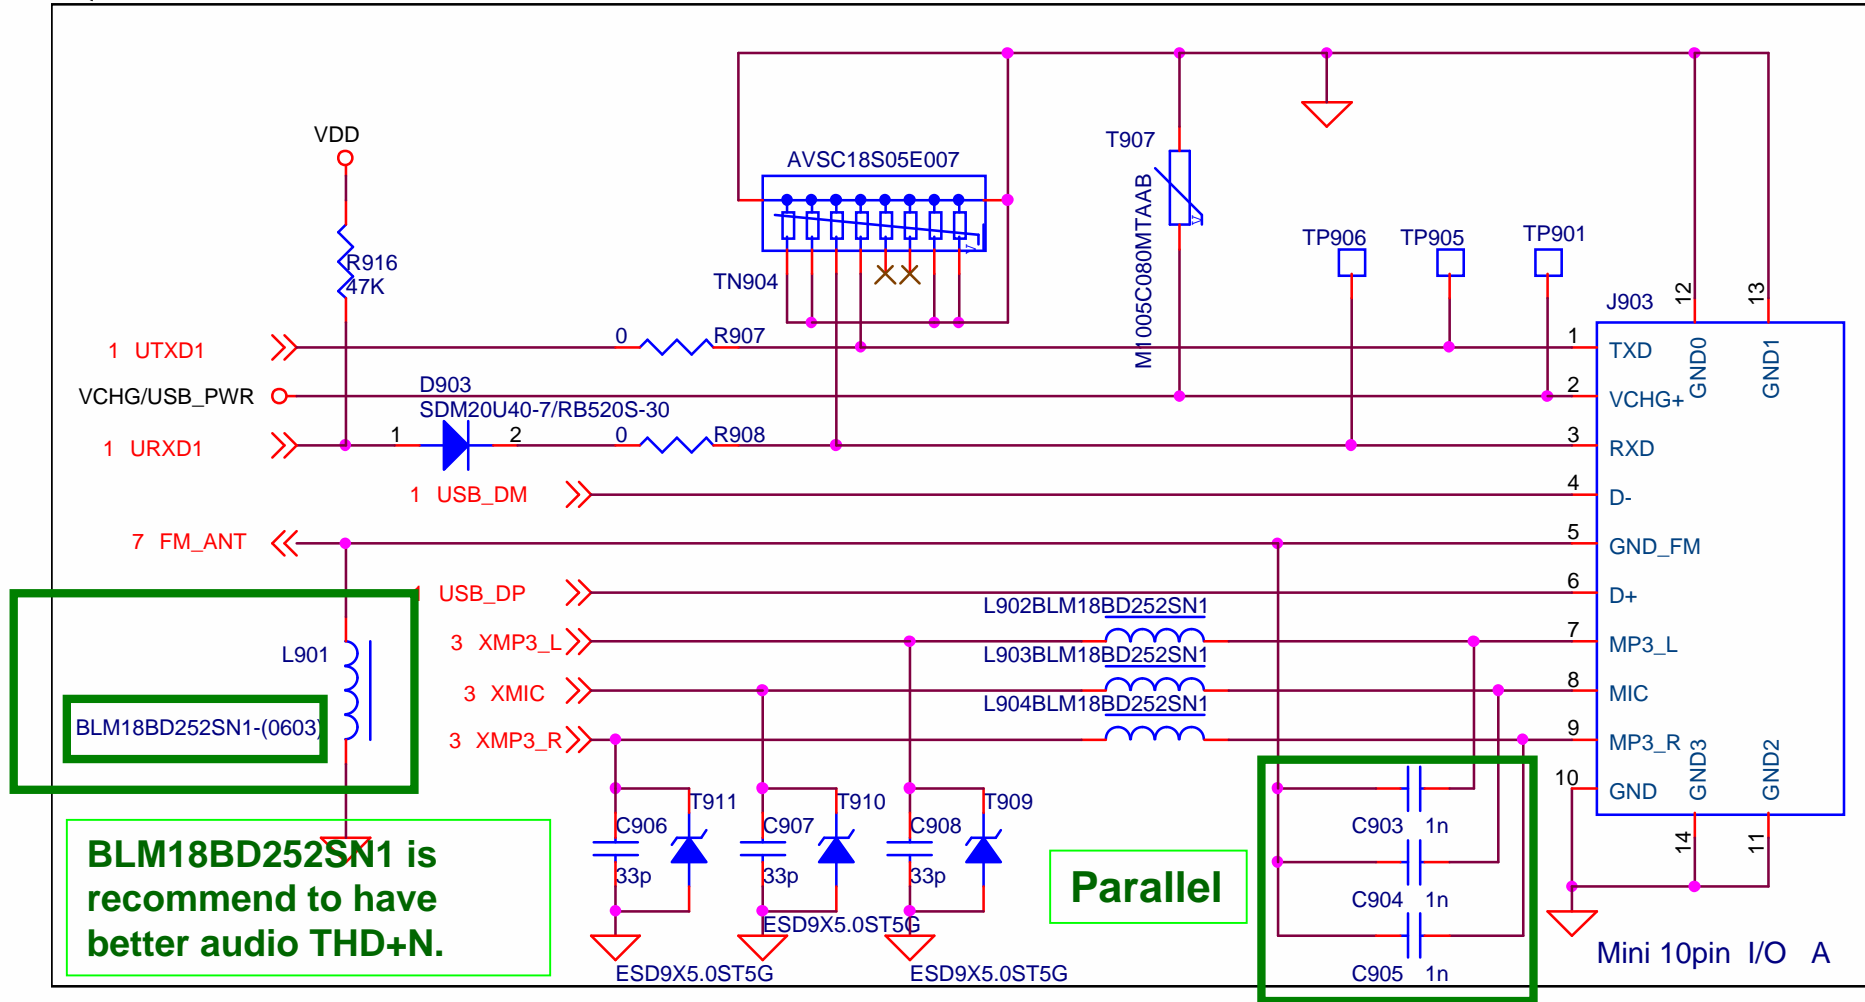 VDD
AVSC18S05E007
T907
M1005C080MTAAB
V
V
TP906
TP905
TP901
R916
47K
TN904
J903
12
13
1 UTXD1
0
R907
1
TXD
GND0
GND1
VCHG/USB_PWR
D903
2
VCHG+
SDM20U40-7/RB520S-30
1 URXD1
1
2
0
R908
3
RXD
1 USB_DM
4
D-
7 FM_ANT
5
GND_FM
1 USB_DP
6
D+
L902BLM18BD252SN1
3 XMP3_L
7
MP3_L
L901
L903BLM18BD252SN1
3 XMIC
8
MIC
L904BLM18BD252SN1
BLM18BD252SN1-(0603)
3 XMP3_R
9
MP3_R
GND3
GND2
10
GND
T911
T910
T909
C906
C907
C908
33p
33p
33p
C903 1n
14
11
C904 1n
C905 1n
ESD9X5.0ST5G
ESD9X5.0ST5G
ESD9X5.0ST5G
BLM18BD252SN1 is
recommend to have
better audio THD+N.
Parallel
Mini 10pin I/O A